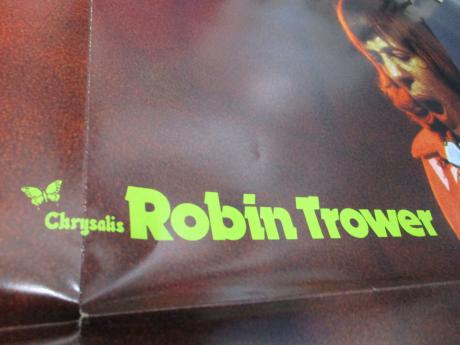 Chrysalis Robin Trower